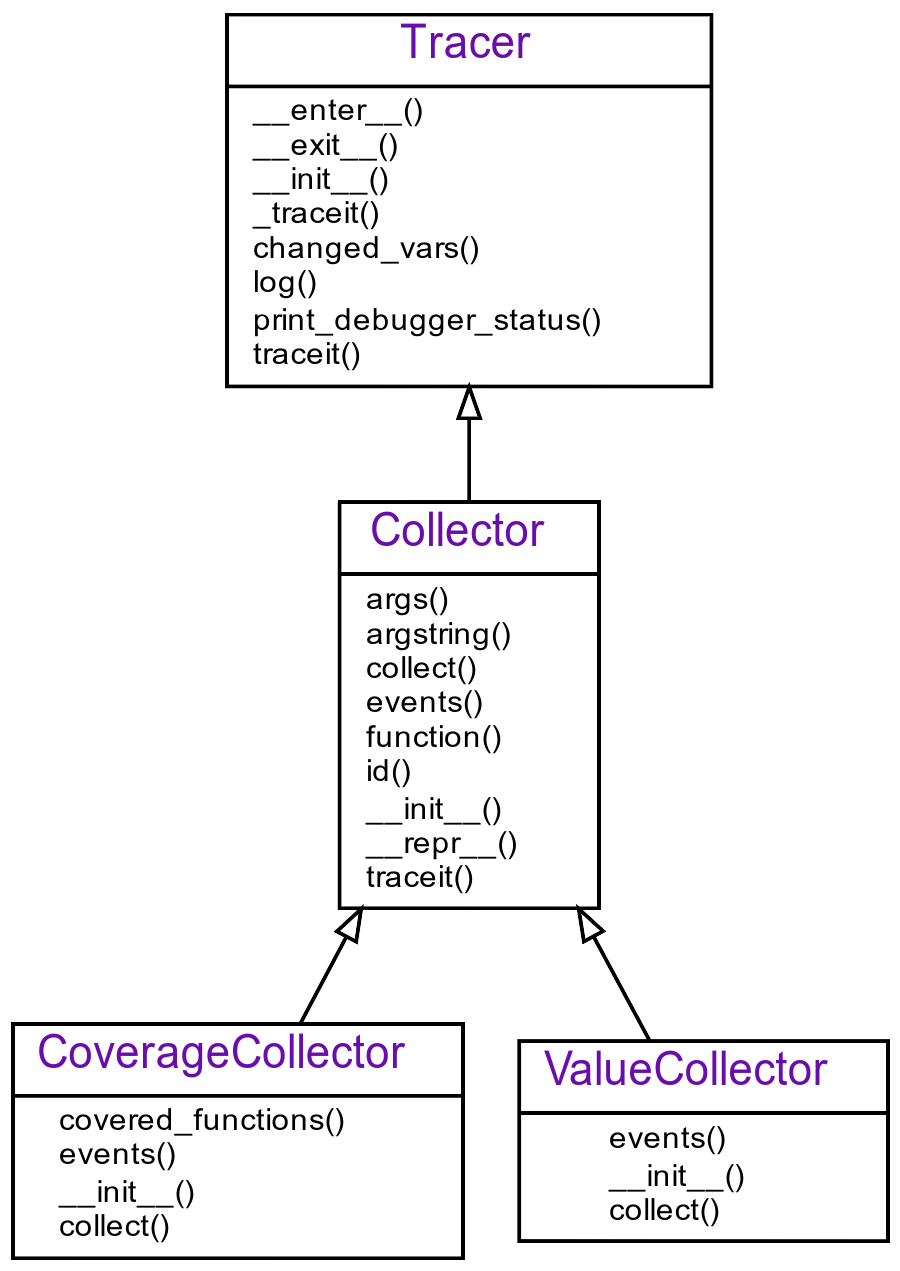 Tracer
__enter__()
__exit__()
__init__()
_traceit()
changed_vars()
log()
print_debugger_status()
traceit()
Collector
args()
argstring()
collect()
events()
function()
id()
__init__()
__repr__()
traceit()
CoverageCollector
covered_functions()
events()
__init__()
collect()
ValueCollector
events()
__init__()
collect()